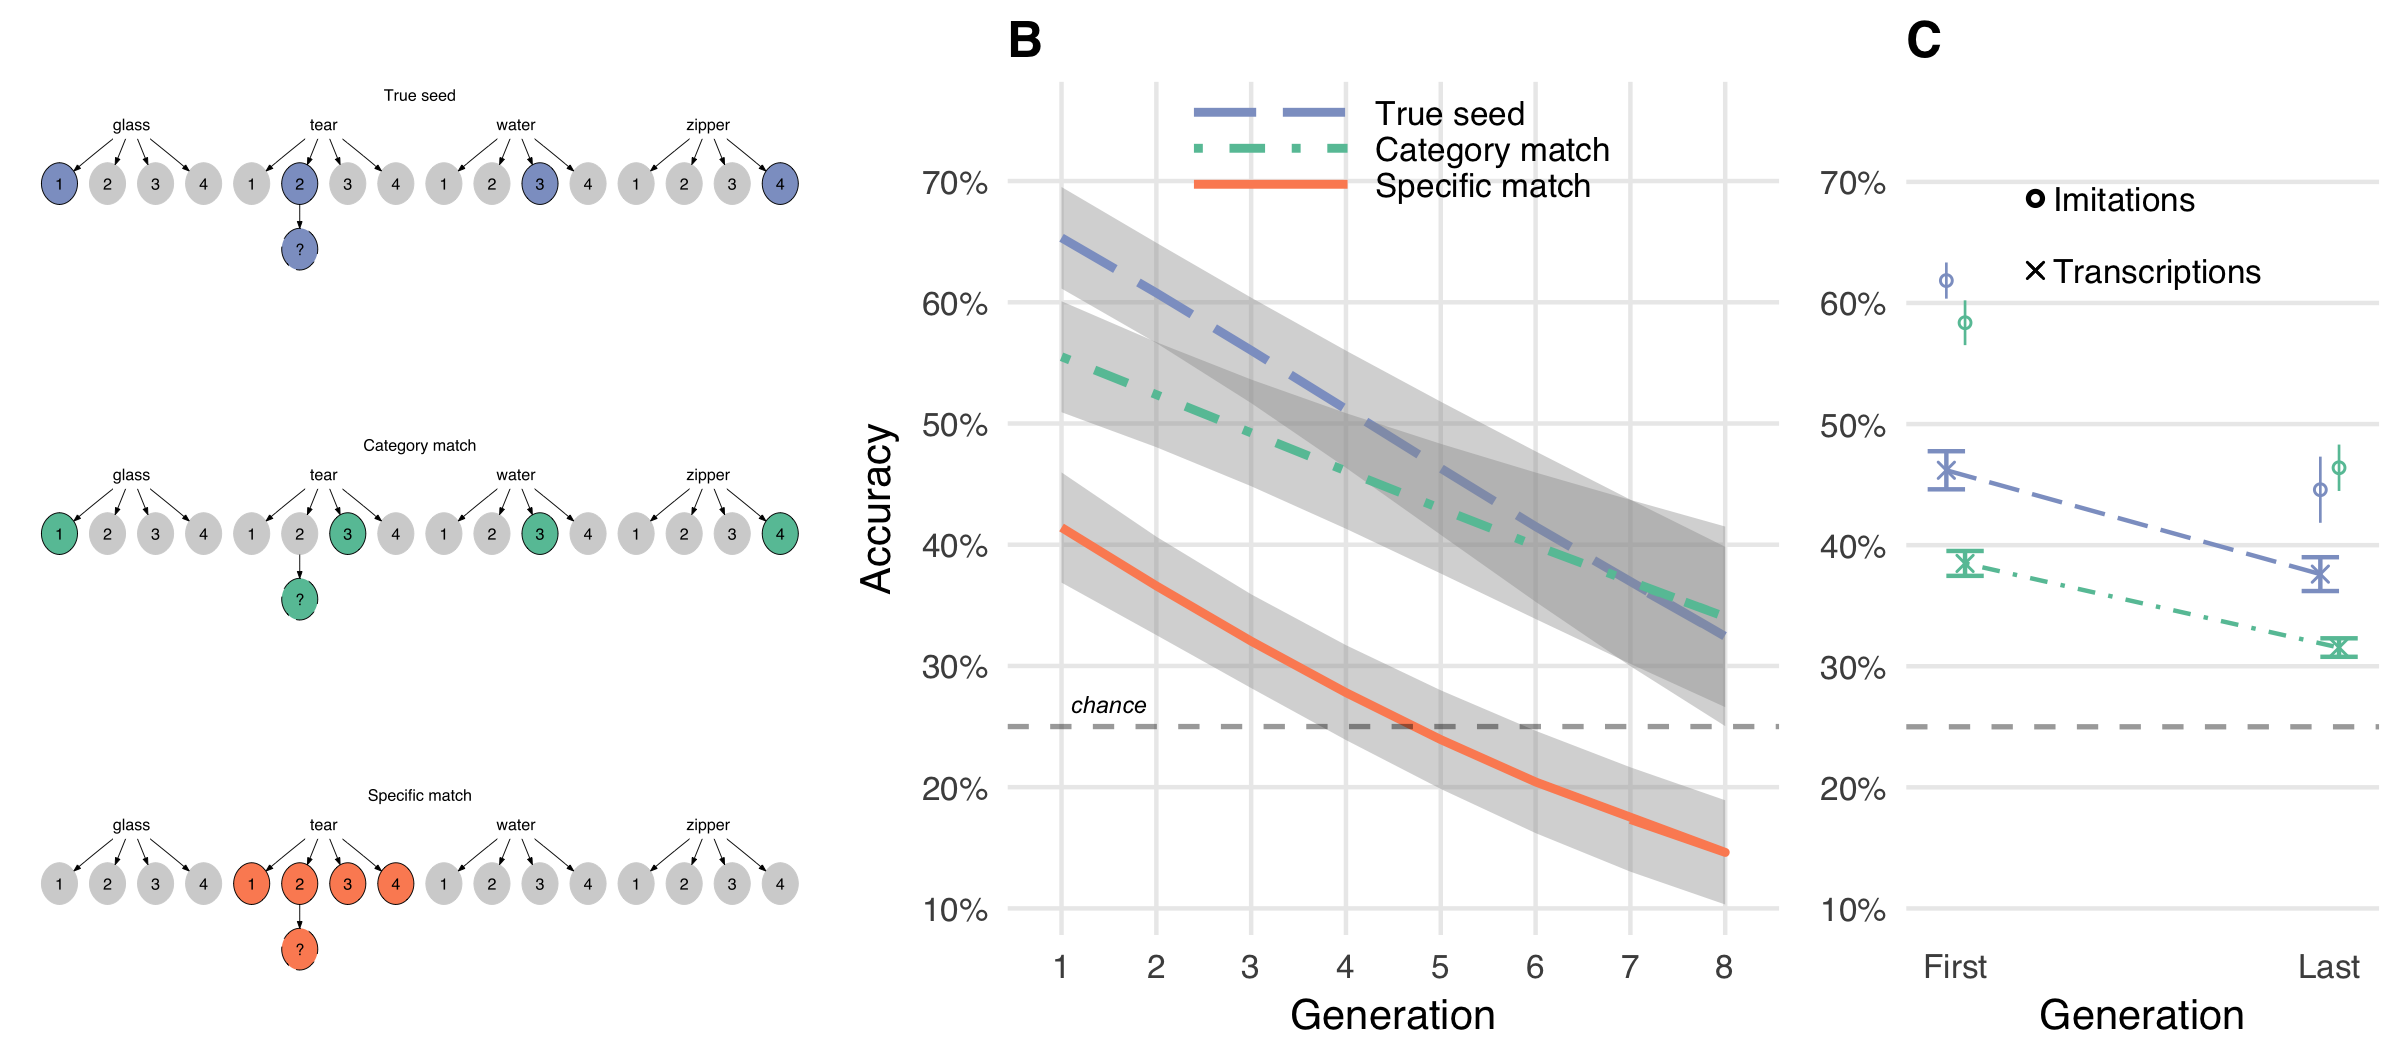 True seed
glass tear water zipper
1 2 3 4 1 2 3 4 1 2 3 4 1 2 3 4
?
Category match
glass tear water zipper
1 2 3 4 1 2 3 4 1 2 3 4 1 2 3 4
?
Specific match
glass tear water zipper
1 2 3 4 1 2 3 4 1 2 3 4 1 2 3 4
?
B
True seed
Category match
Specific match
Accuracy
70%
60%
50%
40%
30%
20%
10%
chance
1 2 3 4 5 6 7 8
Generation
C
Imitations
Transcriptions
70%
60%
50%
40%
30%
20%
10%
First Last
Generation